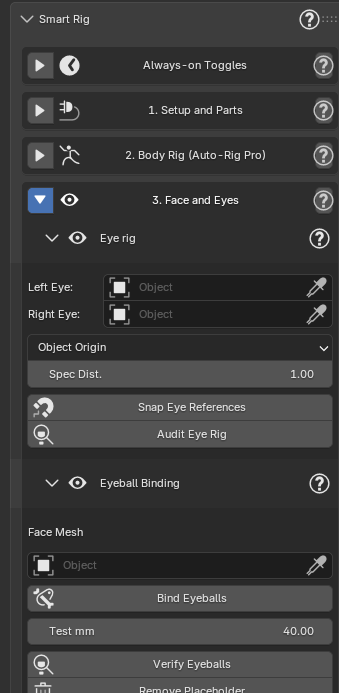 Smart Rig
Always-on Toggles
1. Setup and Parts
2. Body Rig (Auto-Rig Pro)
3. Face and Eyes
Eye rig
Left Eye: Object
Right Eye: Object
Object Origin
Spec Dist. 1.00
Snap Eye References
Audit Eye Rig
Eyeball Binding
Face Mesh
Object
Bind Eyeballs
Test mm 40.00
Verify Eyeballs
Remove Placeholder